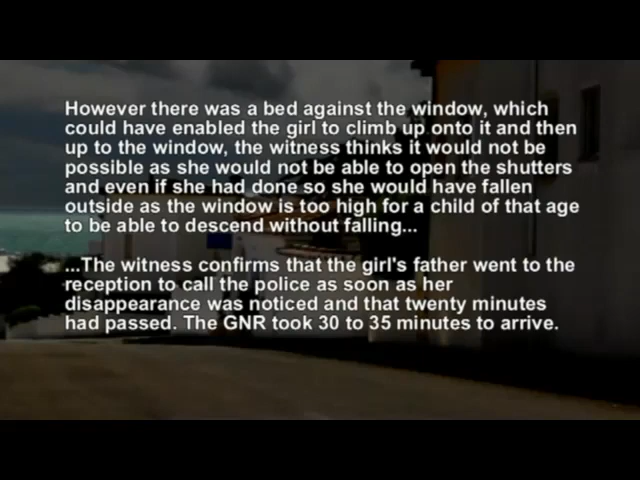 However there was a bed against the window, which
could have enabled the girl to climb up onto it and then
up to the window, the witness thinks it would not be
possible as she would not be able to open the shutters
and even if she had done so she would have fallen
outside as the window is too high for a child of that age
to be able to descend without falling...
...The witness confirms that the girl's father went to the
reception to call the police as soon as her
disappearance was noticed and that twenty minutes
had passed. The GNR took 30 to 35 minutes to arrive.